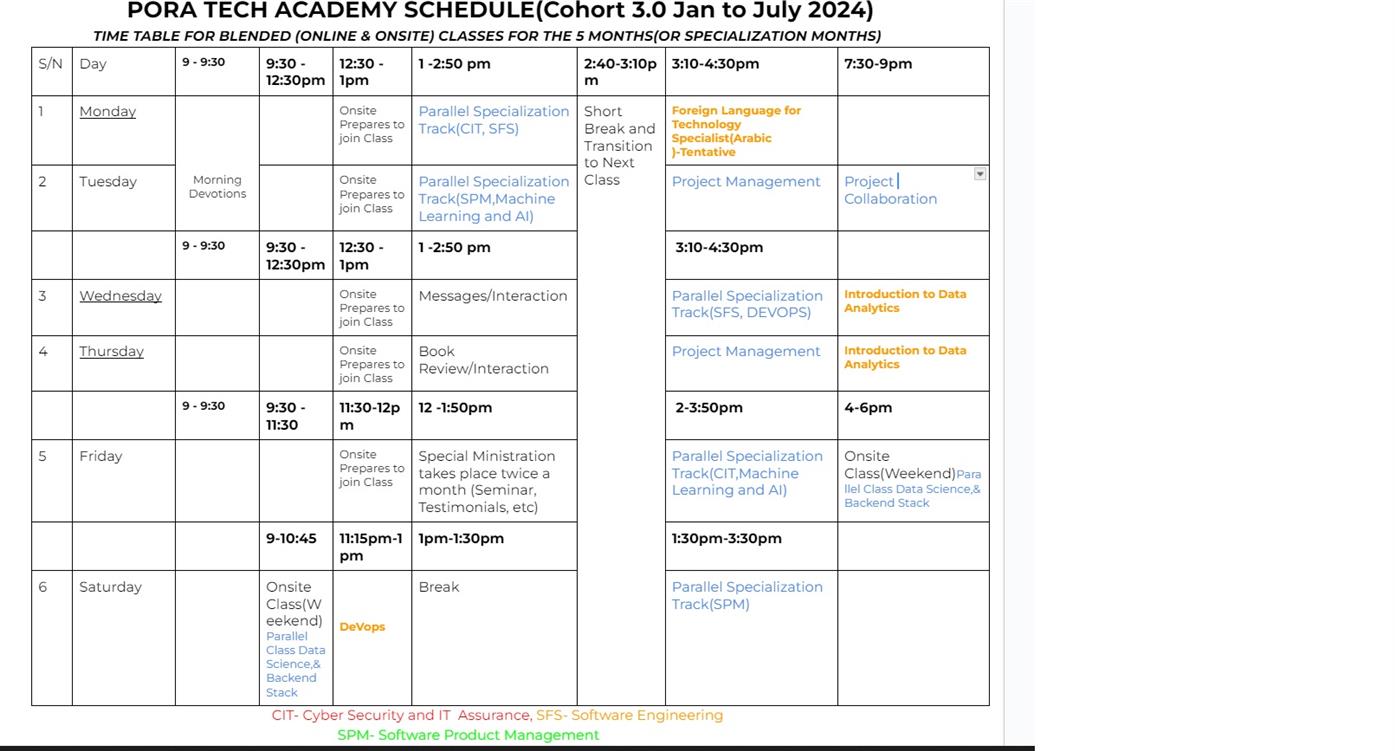 PORA TECH ACADEMY SCHEDULE(Cohort 3.0 Jan to July 2024)
TIME TABLE FOR BLENDED (ONLINE & ONSITE) CLASSES FOR THE 5 MONTHS(OR SPECIALIZATION MONTHS)
S/N Day 9 - 9:30 9:30 - 12:30 - 1 -2:50 pm 2:40-3:10p 3:10-4:30pm 7:30-9pm
12:30pm 1pm m
1 Monday Onsite Parallel Specialization Short Foreign Language for
Prepares to Track(CIT, SFS) Break and Technology
join Class Transition Specialist(Arabic
to Next )-Tentative
Class
2 Tuesday Morning Onsite Parallel Specialization Project Management Project
Devotions Prepares to Track(SPM,Machine Collaboration
join Class Learning and AI)
9 - 9:30 9:30 - 12:30 - 1 -2:50 pm 3:10-4:30pm
12:30pm 1pm
3 Wednesday Onsite Messages/Interaction Parallel Specialization Introduction to Data
Prepares to Track(SFS, DEVOPS) Analytics
join Class
4 Thursday Onsite Book Project Management Introduction to Data
Prepares to Review/Interaction Analytics
join Class
9 - 9:30 9:30 - 11:30-12p 12 -1:50pm 2-3:50pm 4-6pm
11:30 m
5 Friday Onsite Special Ministration Parallel Specialization Onsite
Prepares to takes place twice a Track(CIT,Machine Class(Weekend)Para
join Class month (Seminar, Learning and AI) llel Class Data Science,&
Testimonials, etc) Backend Stack
9-10:45 11:15pm-1 1pm-1:30pm 1:30pm-3:30pm
pm
6 Saturday Onsite Break Parallel Specialization
Class(W Track(SPM)
eekend) DeVops
Parallel
Class Data
Science,&
Backend
Stack
CIT- Cyber Security and IT Assurance, SFS- Software Engineering
SPM- Software Product Management